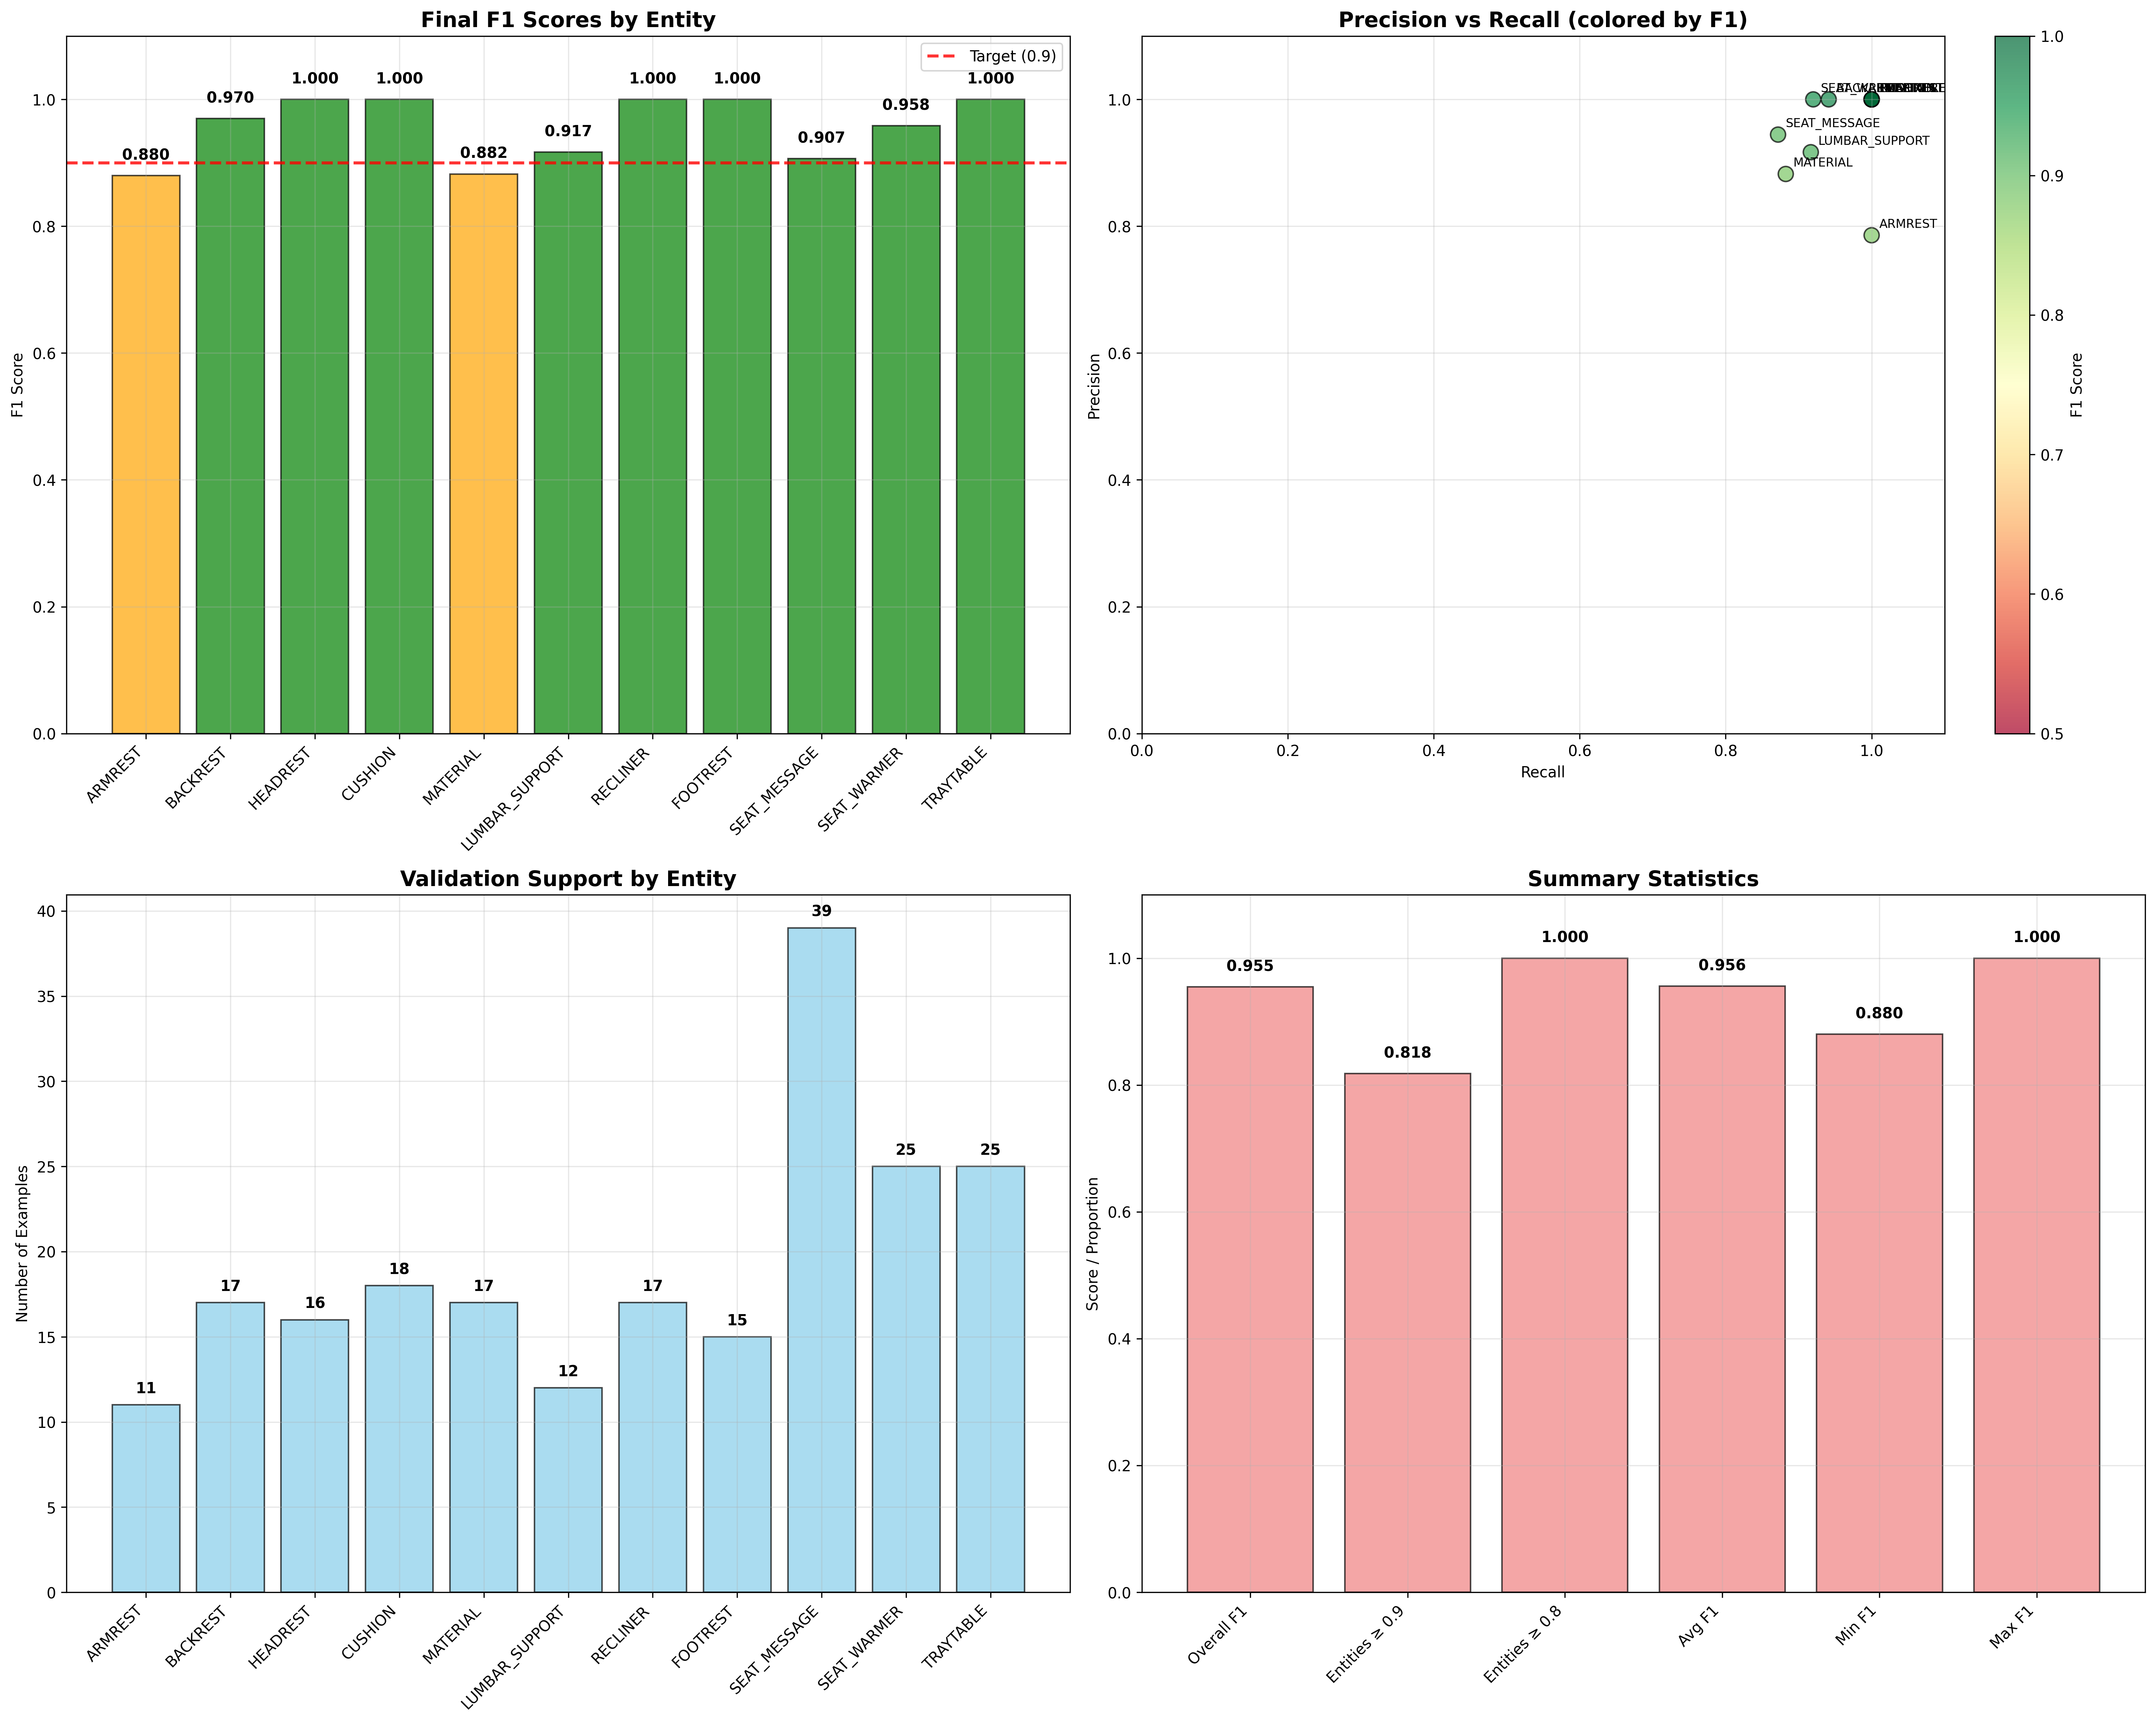 Final F1 Scores by Entity
Target (0.9)
F1 Score
1.0
0.8
0.6
0.4
0.2
0.0
0.880
0.970
1.000
1.000
0.882
0.917
1.000
1.000
0.907
0.958
1.000
ARMREST
BACKREST
HEADREST
CUSHION
MATERIAL
LUMBAR_SUPPORT
RECLINER
FOOTREST
SEAT_MESSAGE
SEAT_WARMER
TRAYTABLE
Precision vs Recall (colored by F1)
Precision
1.0
0.8
0.6
0.4
0.2
0.0
SEAT_MESSAGE
LUMBAR_SUPPORT
MATERIAL
ARMREST
0.0
0.2
0.4
0.6
0.8
1.0
Recall
1.0
0.9
0.8
0.7
0.6
0.5
F1 Score
Validation Support by Entity
Number of Examples
40
35
30
25
20
15
10
5
0
11
17
16
18
17
12
17
15
39
25
25
ARMREST
BACKREST
HEADREST
CUSHION
MATERIAL
LUMBAR_SUPPORT
RECLINER
FOOTREST
SEAT_MESSAGE
SEAT_WARMER
TRAYTABLE
Summary Statistics
Score / Proportion
1.0
0.8
0.6
0.4
0.2
0.0
0.955
0.818
1.000
0.956
0.880
1.000
Overall F1
Entities ≥ 0.9
Entities ≥ 0.8
Avg F1
Min F1
Max F1